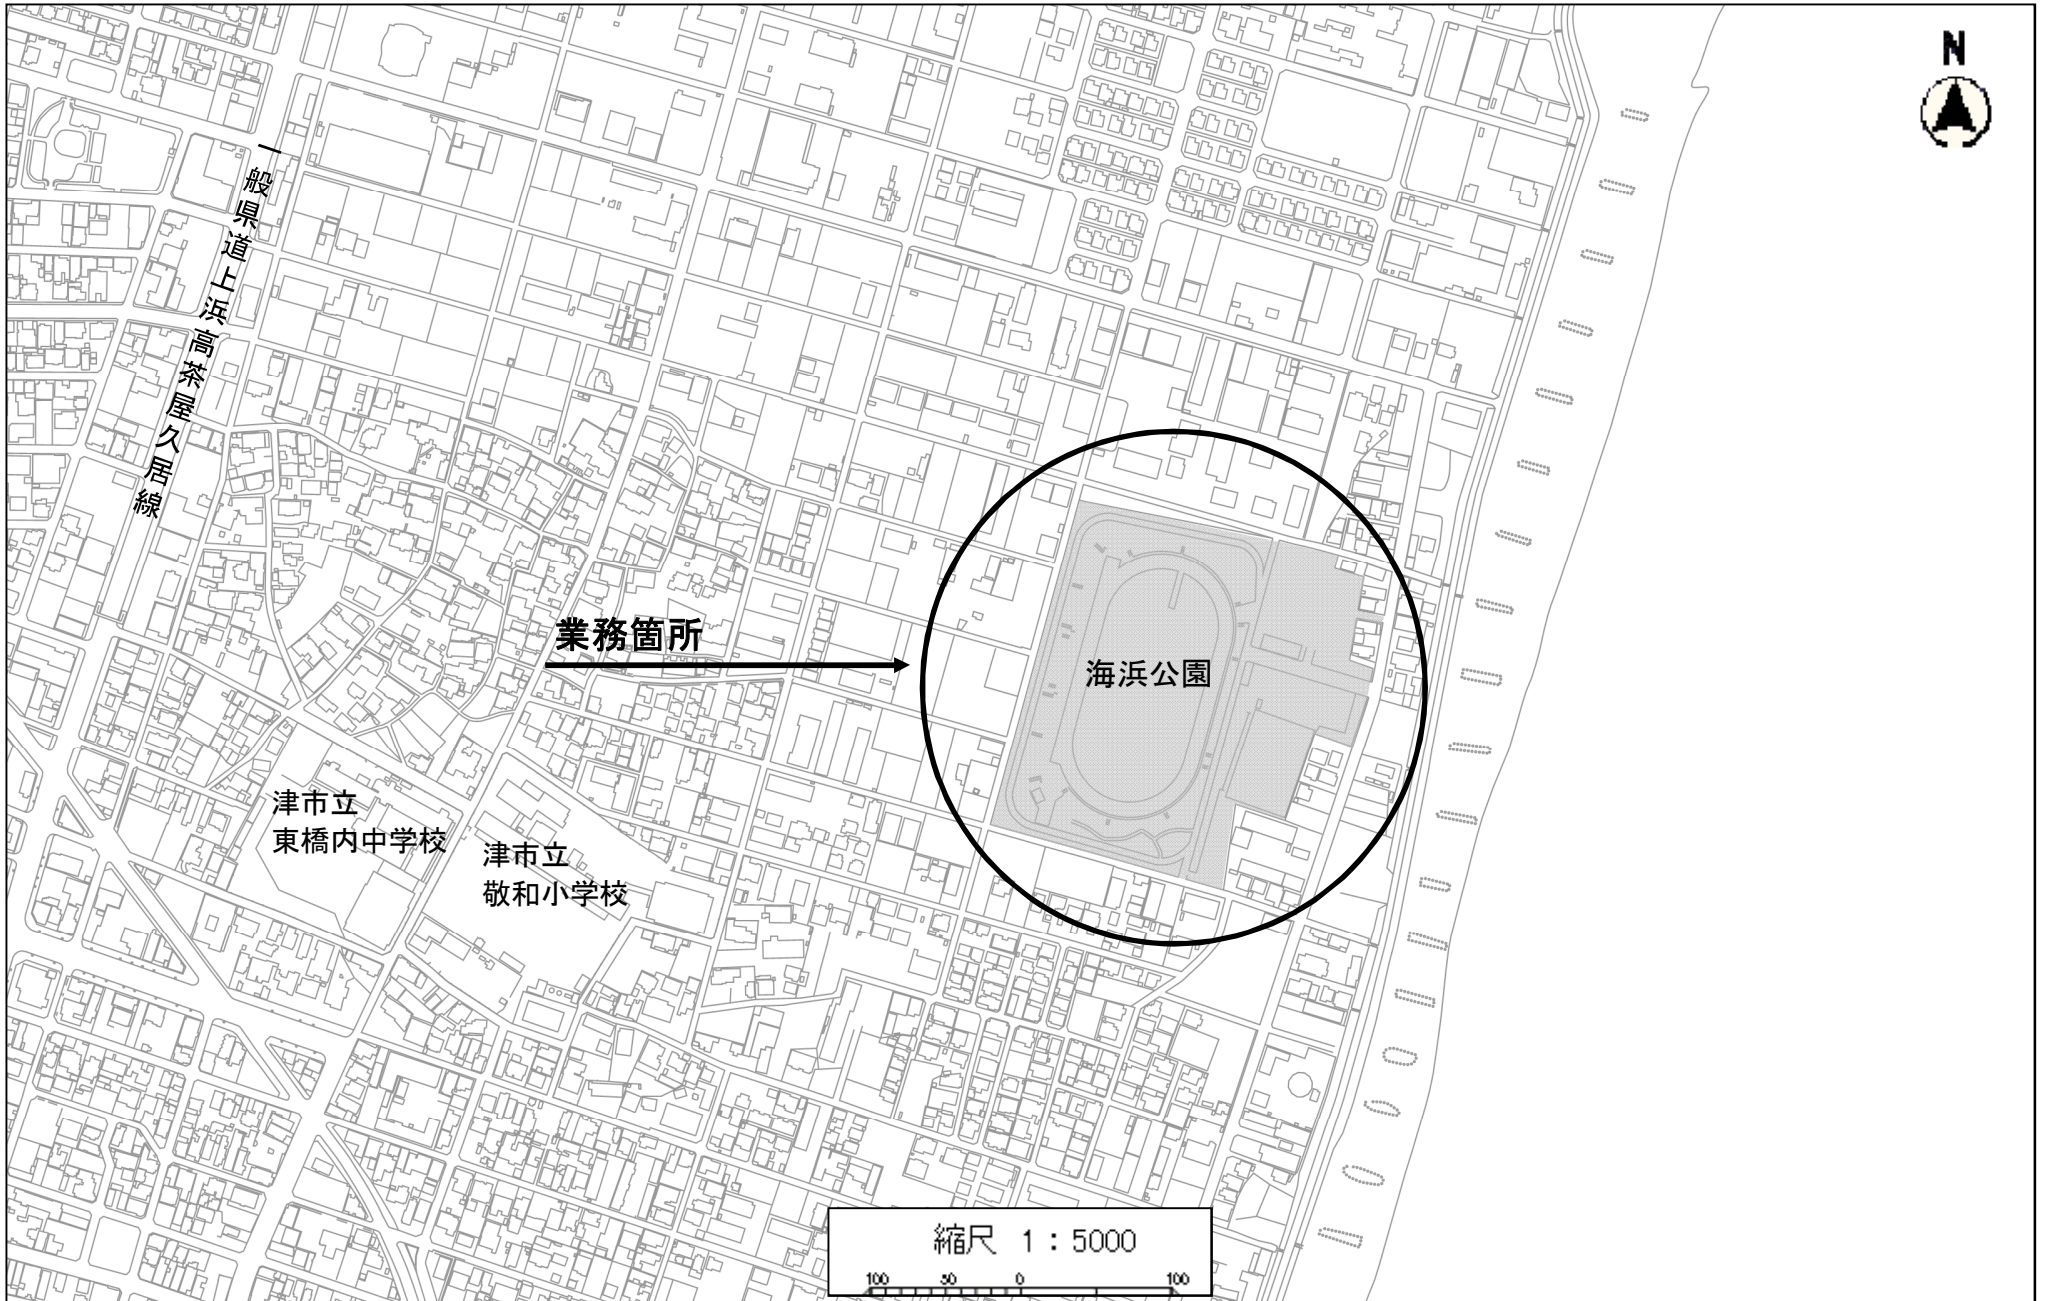 N
一般県道上浜高茶屋久居線
業務箇所
海浜公園
津市立
東橋内中学校
津市立
敬和小学校
縮尺 1：5000
100 50 0 100